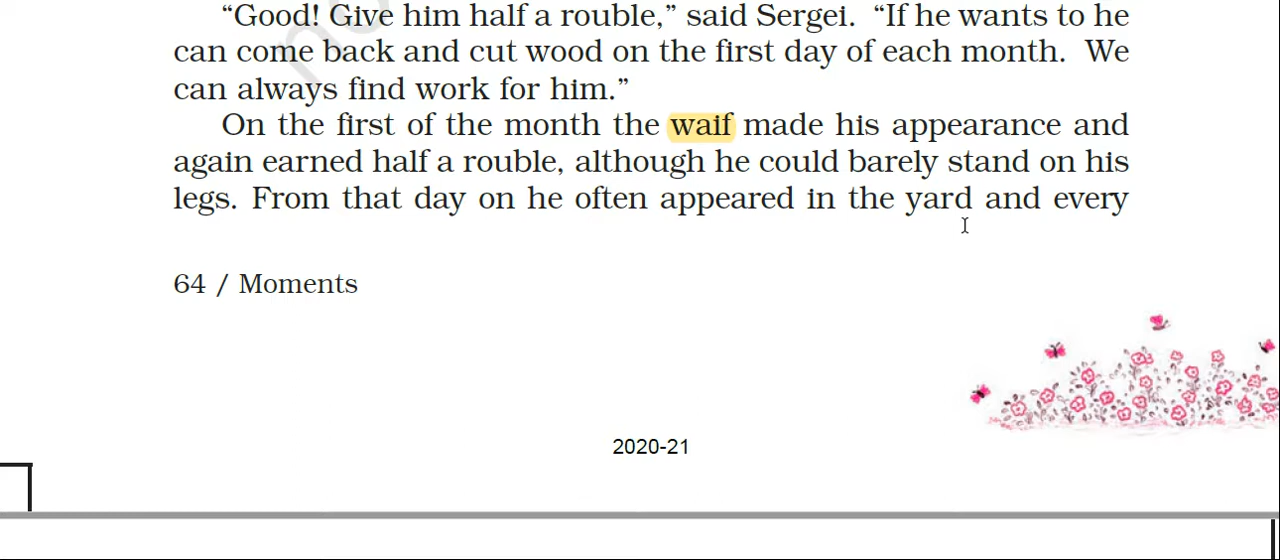 “Good! Give him half a rouble,” said Sergei. “If he wants to he
can come back and cut wood on the first day of each month. We
can always find work for him.”
On the first of the month the waif made his appearance and
again earned half a rouble, although he could barely stand on his
legs. From that day on he often appeared in the yard and every
64 / Moments
2020-21